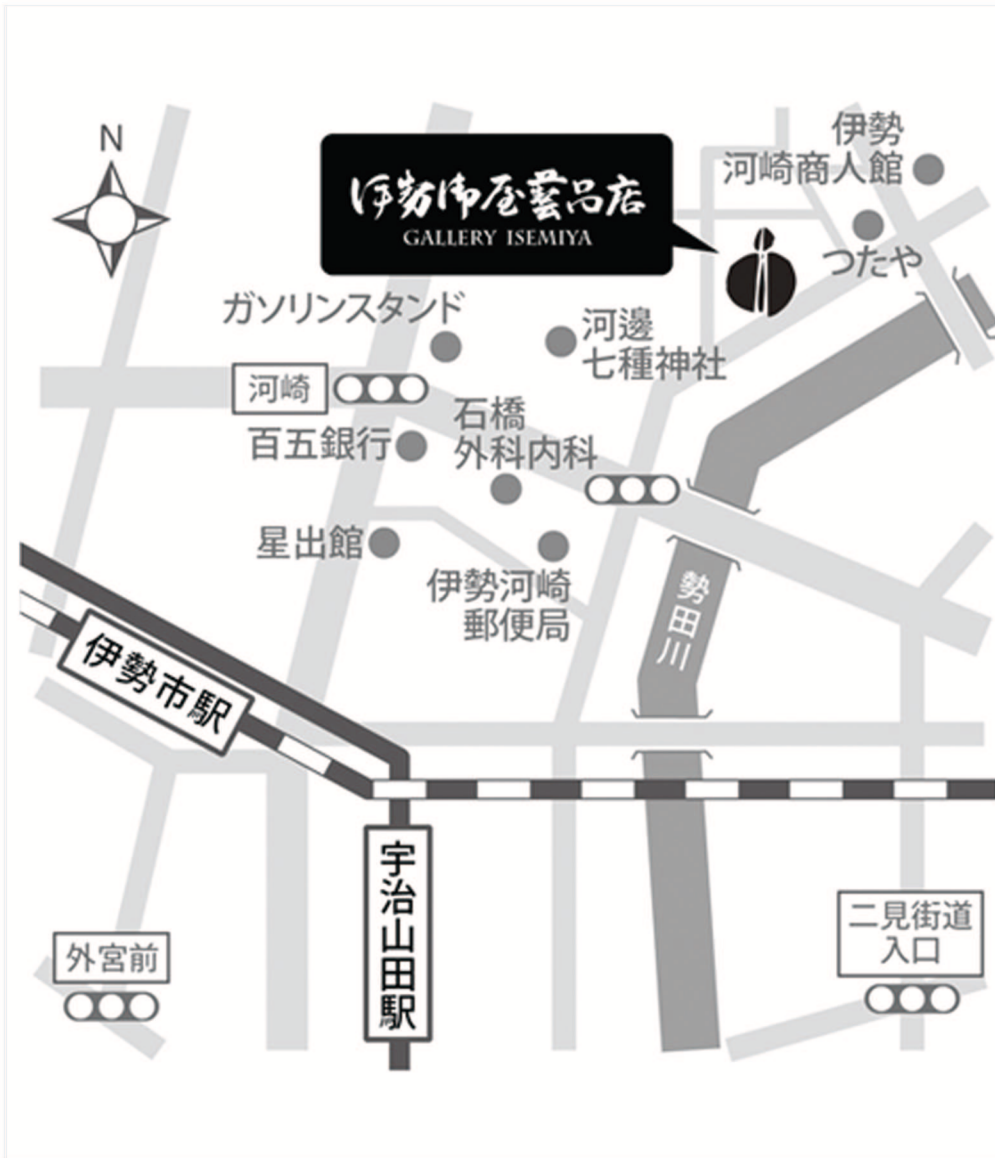 N
伊勢
河崎商人館
伊勢御屋藝品店
GALLERY ISEMIYA
つたや
ガソリンスタンド
河邊
七種神社
河崎
石橋
外科内科
百五銀行
星出館
伊勢河崎
郵便局
勢田川
伊勢市駅
宇治山田駅
二見街道
入口
外宮前